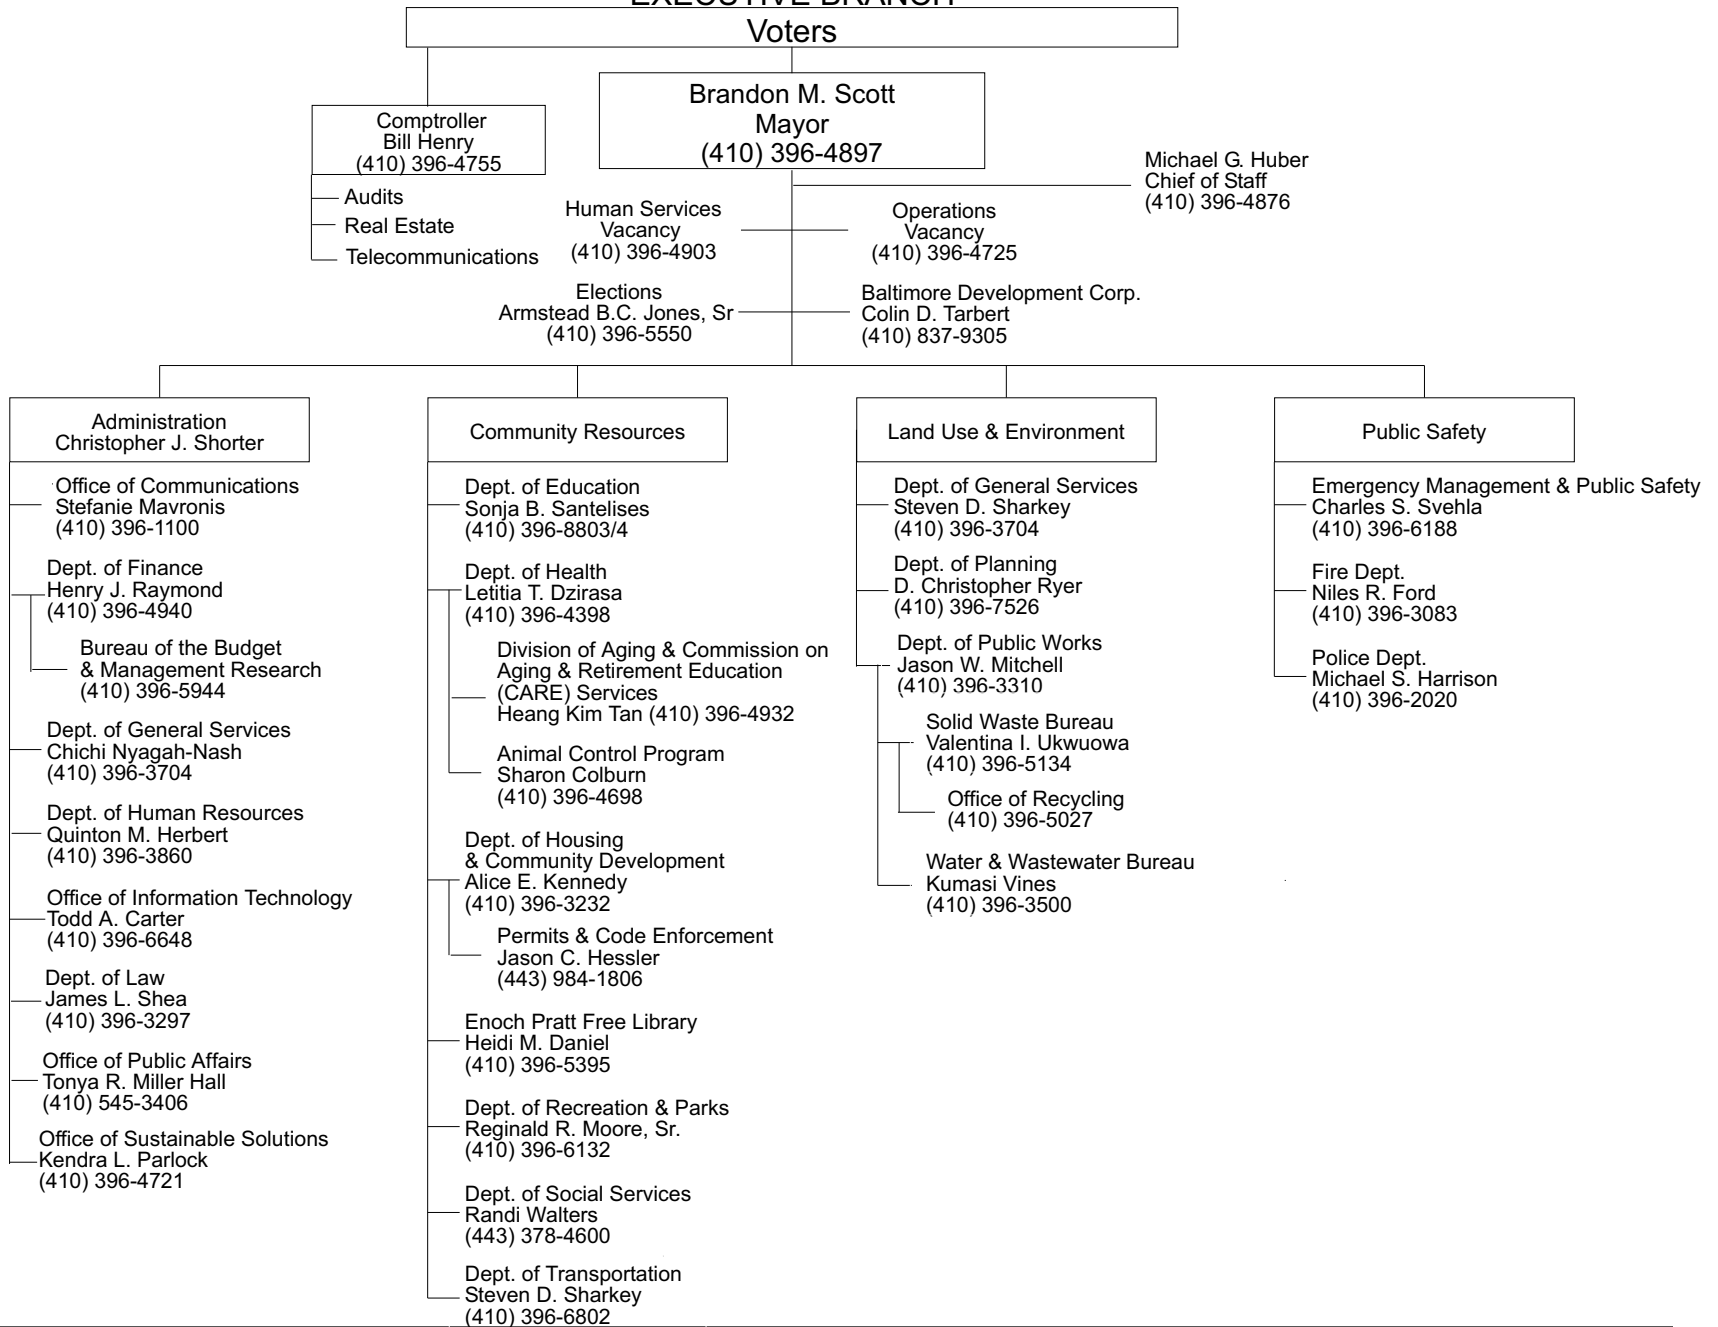 EXECUTIVE BRANCH
Voters
Brandon M. Scott
Mayor
(410) 396-4897
Comptroller
Bill Henry
(410) 396-4755
Audits
Real Estate
Telecommunications
Michael G. Huber
Chief of Staff
(410) 396-4876
Human Services
Vacancy
(410) 396-4903
Operations
Vacancy
(410) 396-4725
Elections
Armstead B.C. Jones, Sr
(410) 396-5550
Baltimore Development Corp.
Colin D. Tarbert
(410) 837-9305
Administration
Christopher J. Shorter
Office of Communications
Stefanie Mavronis
(410) 396-1100
Dept. of Finance
Henry J. Raymond
(410) 396-4940
Bureau of the Budget
& Management Research
(410) 396-5944
Dept. of General Services
Chichi Nyagah-Nash
(410) 396-3704
Dept. of Human Resources
Quinton M. Herbert
(410) 396-3860
Office of Information Technology
Todd A. Carter
(410) 396-6648
Dept. of Law
James L. Shea
(410) 396-3297
Office of Public Affairs
Tonya R. Miller Hall
(410) 545-3406
Office of Sustainable Solutions
Kendra L. Parlock
(410) 396-4721
Community Resources
Dept. of Education
Sonja B. Santelises
(410) 396-8803/4
Dept. of Health
Letitia T. Dzirasa
(410) 396-4398
Division of Aging & Commission on
Aging & Retirement Education
(CARE) Services
Heang Kim Tan (410) 396-4932
Animal Control Program
Sharon Colburn
(410) 396-4698
Dept. of Housing
& Community Development
Alice E. Kennedy
(410) 396-3232
Permits & Code Enforcement
Jason C. Hessler
(443) 984-1806
Enoch Pratt Free Library
Heidi M. Daniel
(410) 396-5395
Dept. of Recreation & Parks
Reginald R. Moore, Sr.
(410) 396-6132
Dept. of Social Services
Randi Walters
(443) 378-4600
Dept. of Transportation
Steven D. Sharkey
(410) 396-6802
Land Use & Environment
Dept. of General Services
Steven D. Sharkey
(410) 396-3704
Dept. of Planning
D. Christopher Ryer
(410) 396-7526
Dept. of Public Works
Jason W. Mitchell
(410) 396-3310
Solid Waste Bureau
Valentina I. Ukwuowa
(410) 396-5134
Office of Recycling
(410) 396-5027
Water & Wastewater Bureau
Kumasi Vines
(410) 396-3500
Public Safety
Emergency Management & Public Safety
Charles S. Svehla
(410) 396-6188
Fire Dept.
Niles R. Ford
(410) 396-3083
Police Dept.
Michael S. Harrison
(410) 396-2020